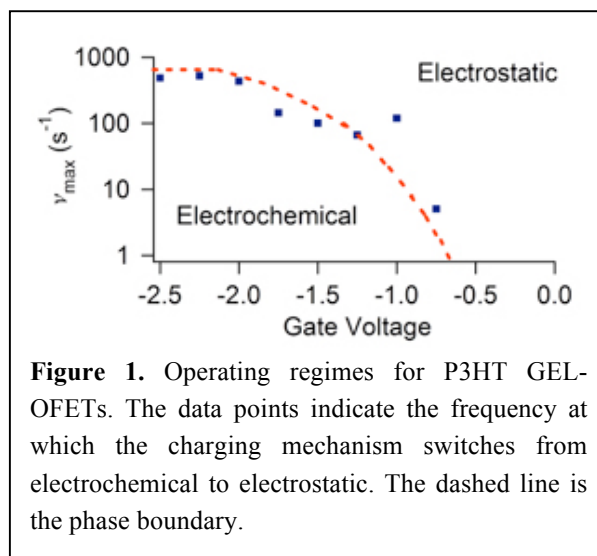 1000
100
10
1
ν_max (s⁻¹)
Electrostatic
Electrochemical
-2.5 -2.0 -1.5 -1.0 -0.5 0.0
Gate Voltage
Figure 1. Operating regimes for P3HT GEL-
OFETs. The data points indicate the frequency at
which the charging mechanism switches from
electrochemical to electrostatic. The dashed line is
the phase boundary.